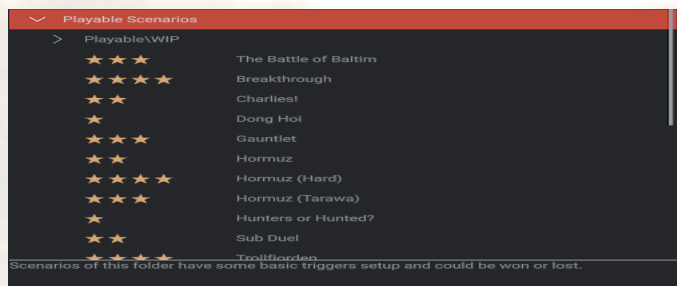 Playable Scenarios
Playable\WIP
The Battle of Baltim
Breakthrough
Charlies!
Dong Hoi
Gauntlet
Hormuz
Hormuz (Hard)
Hormuz (Tarawa)
Hunters or Hunted?
Sub Duel
Trollfjorden
Scenarios of this folder have some basic triggers setup and could be won or lost.